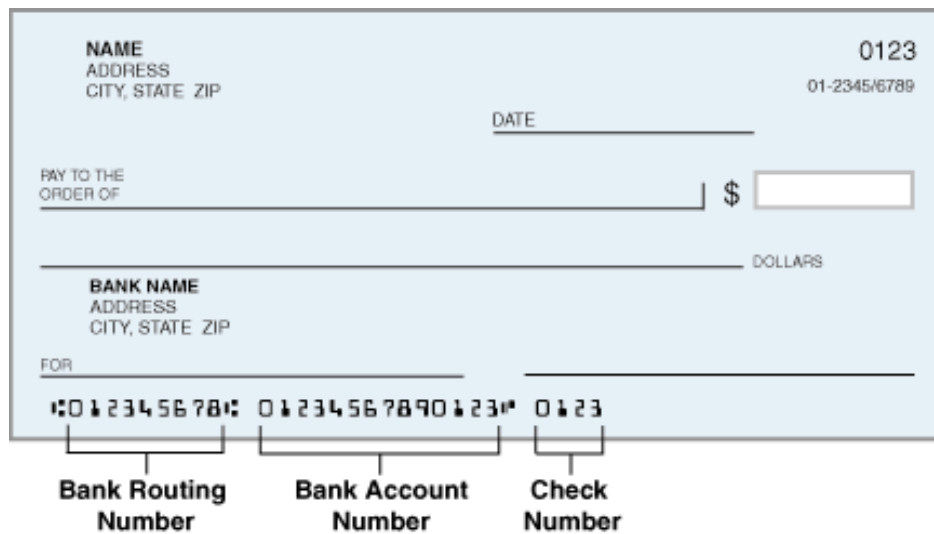 NAME
ADDRESS
CITY, STATE ZIP
0123
01-2345/6789
DATE
PAY TO THE
ORDER OF
$
DOLLARS
BANK NAME
ADDRESS
CITY, STATE ZIP
FOR
⑆012345678⑆ 01234567890123⑈ 0123
Bank Routing
Number
Bank Account
Number
Check
Number